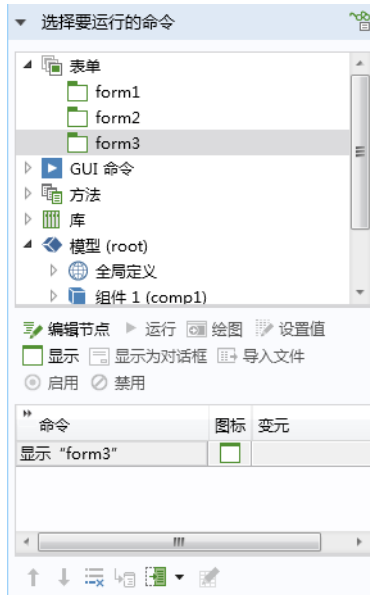 选择要运行的命令
表单
form1
form2
form3
GUI 命令
方法
库
模型 (root)
全局定义
组件 1 (comp1)
编辑节点 运行 绘图 设置值
显示 显示为对话框 导入文件
启用 禁用
命令 图标 变元
显示 "form3"